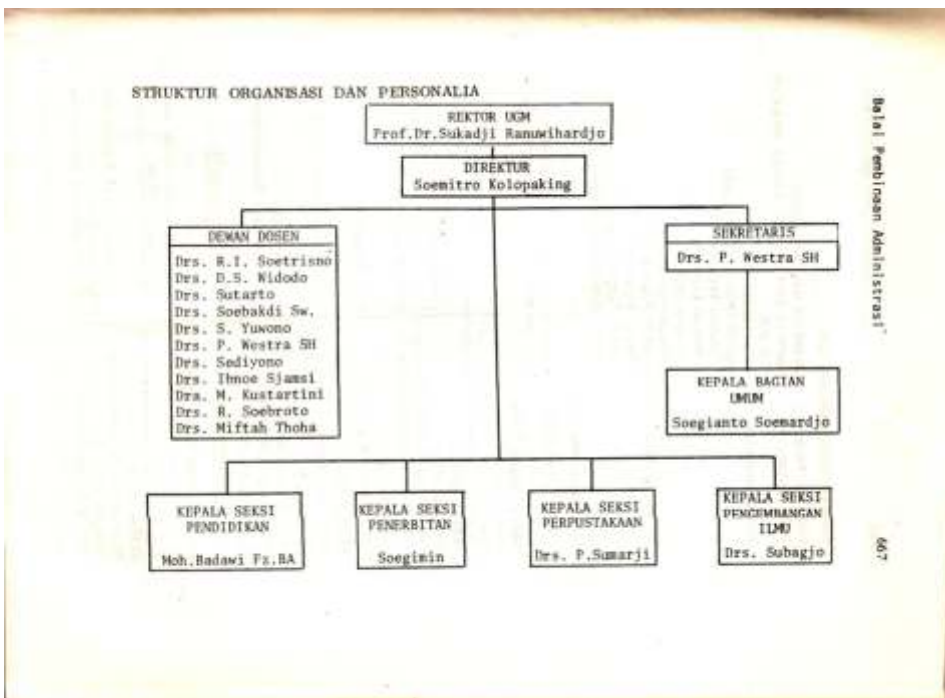 STRUKTUR ORGANISASI DAN PERSONALIA
REKTOR UGM
Prof.Dr.Sukadji Ranuwihardjo
DIREKTUR
Soemitro Kolopaking
DEWAN DOSEN
Drs. R.I. Soetrisno
Drs. D.S. Widodo
Drs. Sutarto
Drs. Soebakdi Sw.
Drs. S. Yuwono
Drs. P. Westra SH
Drs. Sediyono
Drs. Ibnoe Sjamsi
Dra. M. Kustartini
Drs. R. Soebroto
Drs. Miftah Thoha
SEKRETARIS
Drs. P. Westra SH
KEPALA BAGIAN
UMUM
Soegianto Soemardjo
KEPALA SEKSI
PENDIDIKAN
Moh.Badawi Fz.BA
KEPALA SEKSI
PENERBITAN
Soegimin
KEPALA SEKSI
PERPUSTAKAAN
Drs. P.Sumarji
KEPALA SEKSI
PENGEMBANGAN
ILMU
Drs. Subagjo
Balai Pembinaan Administrasi
667